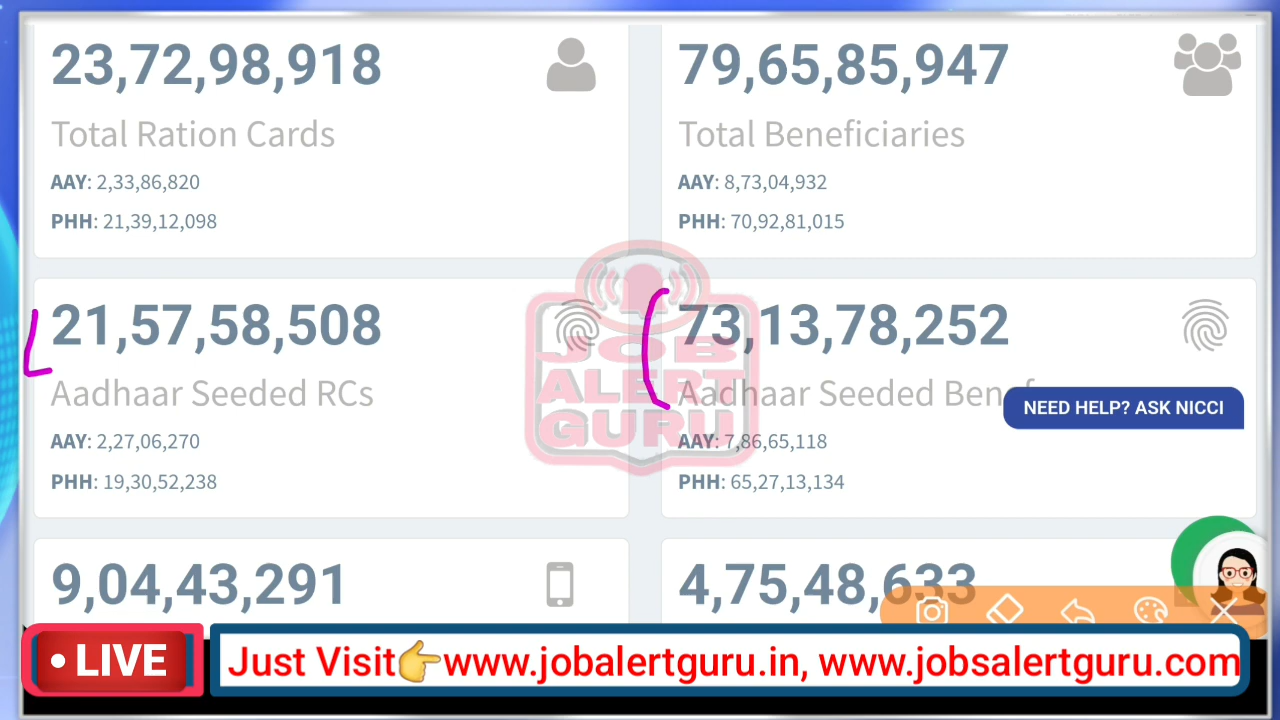 23,72,98,918
Total Ration Cards
AAY: 2,33,86,820
PHH: 21,39,12,098
79,65,85,947
Total Beneficiaries
AAY: 8,73,04,932
PHH: 70,92,81,015
21,57,58,508
Aadhaar Seeded RCs
AAY: 2,27,06,270
PHH: 19,30,52,238
73,13,78,252
Aadhaar Seeded Benef
AAY: 7,86,65,118
PHH: 65,27,13,134
JOB
ALERT
GURU
NEED HELP? ASK NICCI
9,04,43,291
4,75,48,633
LIVE
Just Visit👉www.jobalertguru.in, www.jobsalertguru.com